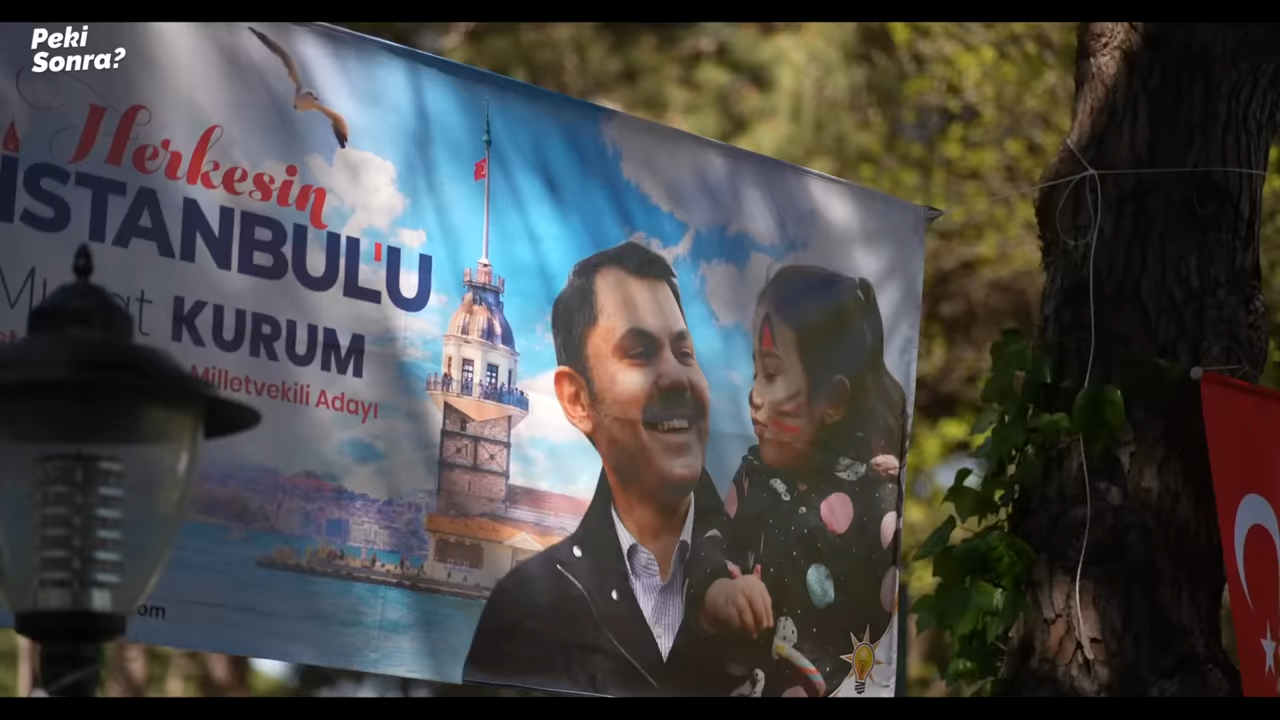 Peki
Sonra?
Herkesin
İSTANBUL'U
KURUM
Milletvekili Adayı
om